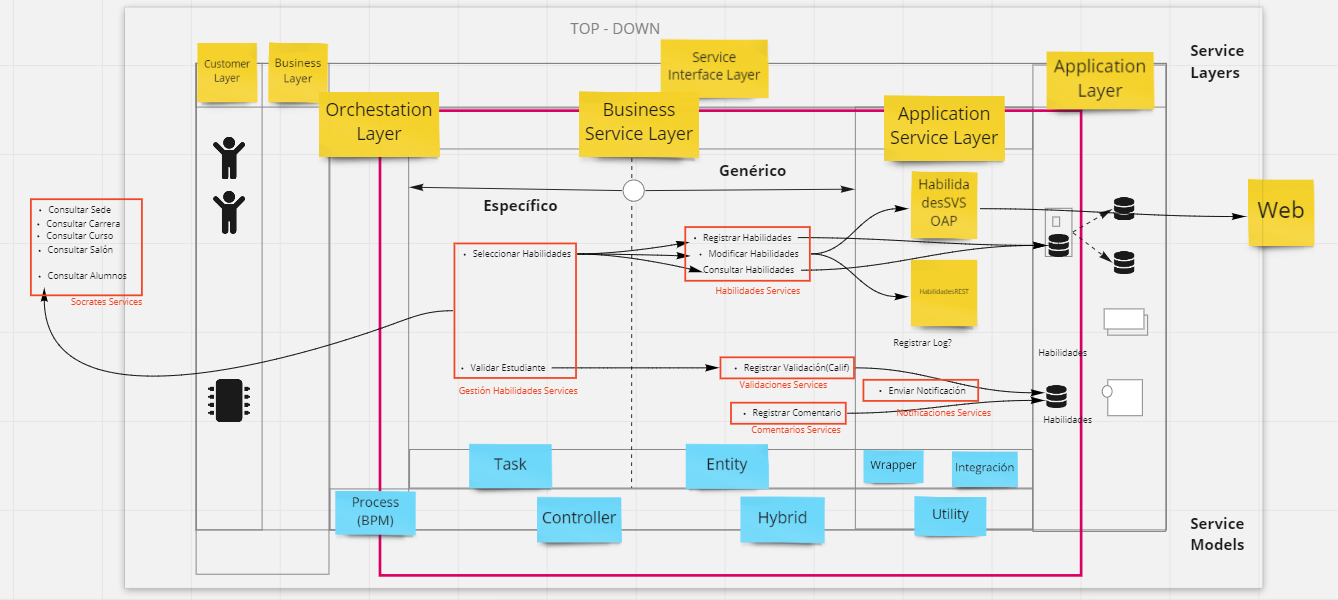 TOP - DOWN
Service
Layers
Customer
Layer
Business
Layer
Service
Interface Layer
Application
Layer
Orchestation
Layer
Business
Service Layer
Application
Service Layer
Genérico
Específico
• Consultar Sede
• Consultar Carrera
• Consultar Curso
• Consultar Salón
• Consultar Alumnos
Socrates Services
• Seleccionar Habilidades
• Validar Estudiante
Gestión Habilidades Services
• Registrar Habilidades
• Modificar Habilidades
Consultar Habilidades
Habilidades Services
Habilida
desSVS
OAP
HabilidadesREST
Registrar Log?
Web
• Registrar Validación(Calif)
Validaciones Services
• Enviar Notificación
Notificaciones Services
• Registrar Comentario
Comentarios Services
Habilidades
Habilidades
Task
Entity
Wrapper
Integración
Process
(BPM)
Controller
Hybrid
Utility
Service
Models